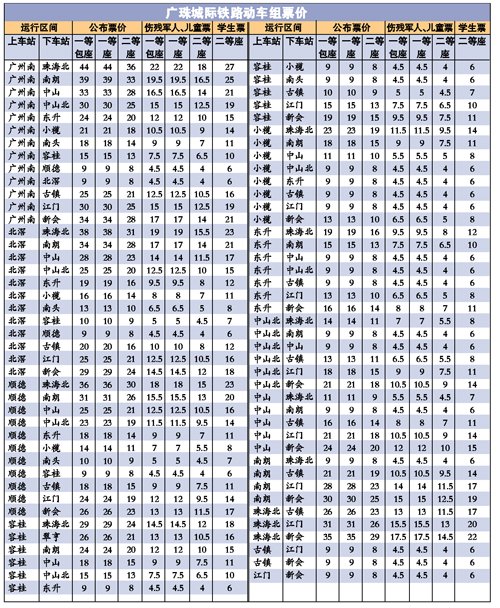 广珠城际铁路动车组票价
运行区间 公布票价 伤残军人、儿童票 学生票
上车站 下车站 一等包座 一等座 二等座 一等包座 一等座 二等座 二等座
广州南 珠海北 44 44 36 22 22 18 27
广州南 南朗 39 39 33 19.5 19.5 16.5 25
广州南 中山 33 33 28 16.5 16.5 14 21
广州南 中山北 30 30 25 15 15 12.5 19
广州南 东升 24 24 20 12 12 10 15
广州南 小榄 21 21 18 10.5 10.5 9 14
广州南 南头 18 18 14 9 9 7 11
广州南 容桂 15 15 13 7.5 7.5 6.5 10
广州南 顺德 9 9 8 4.5 4.5 4 6
广州南 北滘 9 9 8 4.5 4.5 4 6
广州南 古镇 25 25 21 12.5 12.5 10.5 16
广州南 江门 30 30 25 15 15 12.5 19
广州南 新会 34 34 28 17 17 14 21
北滘 珠海北 38 38 31 19 19 15.5 23
北滘 南朗 34 34 28 17 17 14 21
北滘 中山 28 28 23 14 14 11.5 17
北滘 中山北 25 25 20 12.5 12.5 10 15
北滘 东升 19 19 16 9.5 9.5 8 12
北滘 小榄 16 16 14 8 8 7 11
北滘 南头 13 13 10 6.5 6.5 5 8
北滘 容桂 10 10 9 5 5 4.5 7
北滘 顺德 9 9 8 4.5 4.5 4 6
北滘 古镇 20 20 16 10 10 8 12
北滘 江门 25 25 21 12.5 12.5 10.5 16
北滘 新会 29 29 24 14.5 14.5 12 18
顺德 珠海北 36 36 30 18 18 15 23
顺德 南朗 31 31 26 15.5 15.5 13 20
顺德 中山 25 25 21 12.5 12.5 10.5 16
顺德 中山北 23 23 19 11.5 11.5 9.5 14
顺德 东升 18 18 14 9 9 7 11
顺德 小榄 14 14 11 7 7 5.5 8
顺德 南头 10 10 9 5 5 4.5 7
顺德 容桂 9 9 8 4.5 4.5 4 6
顺德 古镇 18 18 15 9 9 7.5 11
顺德 江门 24 24 19 12 12 9.5 14
顺德 新会 26 26 23 13 13 11.5 17
容桂 珠海北 29 29 24 14.5 14.5 12 18
容桂 翠亨 26 26 21 13 13 10.5 16
容桂 南朗 24 24 20 12 12 10 15
容桂 中山 18 18 15 9 9 7.5 11
容桂 中山北 15 15 13 7.5 7.5 6.5 10
容桂 东升 9 9 8 4.5 4.5 4 6
运行区间 公布票价 伤残军人、儿童票 学生票
上车站 下车站 一等包座 一等座 二等座 一等包座 一等座 二等座 二等座
容桂 小榄 9 9 8 4.5 4.5 4 6
容桂 南头 9 9 8 4.5 4.5 4 6
容桂 古镇 10 10 9 5 5 4.5 7
容桂 江门 15 15 13 7.5 7.5 6.5 10
容桂 新会 19 19 15 9.5 9.5 7.5 11
小榄 珠海北 23 23 19 11.5 11.5 9.5 14
小榄 南朗 18 18 15 9 9 7.5 11
小榄 中山 11 11 10 5.5 5.5 5 8
小榄 中山北 9 9 8 4.5 4.5 4 6
小榄 东升 9 9 8 4.5 4.5 4 6
小榄 古镇 9 9 8 4.5 4.5 4 6
小榄 江门 9 9 8 4.5 4.5 4 6
小榄 新会 13 13 10 6.5 6.5 5 8
东升 珠海北 19 19 16 9.5 9.5 8 12
东升 南朗 15 15 13 7.5 7.5 6.5 10
东升 中山 9 9 8 4.5 4.5 4 6
东升 中山北 9 9 8 4.5 4.5 4 6
东升 古镇 9 9 8 4.5 4.5 4 6
东升 江门 13 13 10 6.5 6.5 5 8
东升 新会 16 16 14 8 8 7 11
中山北 珠海北 14 14 11 7 7 5.5 8
中山北 南朗 9 9 8 4.5 4.5 4 6
中山北 中山 9 9 8 4.5 4.5 4 6
中山北 古镇 13 13 11 6.5 6.5 5.5 8
中山北 江门 18 18 15 9 9 7.5 11
中山北 新会 21 21 18 10.5 10.5 9 14
中山 珠海北 11 11 9 5.5 5.5 4.5 7
中山 南朗 9 9 8 4.5 4.5 4 6
中山 古镇 16 16 14 8 8 7 11
中山 江门 21 21 18 10.5 10.5 9 14
中山 新会 24 24 20 12 12 10 15
南朗 珠海北 9 9 8 4.5 4.5 4 6
南朗 古镇 21 21 19 10.5 10.5 9.5 14
南朗 江门 28 28 23 14 14 11.5 17
南朗 新会 30 30 25 15 15 12.5 19
珠海北 古镇 26 26 23 13 13 11.5 17
珠海北 江门 31 31 26 15.5 15.5 13 20
珠海北 新会 35 35 29 17.5 17.5 14.5 22
古镇 江门 9 9 8 4.5 4.5 4 6
古镇 新会 9 9 8 4.5 4.5 4 6
江门 新会 9 9 8 4.5 4.5 4 6